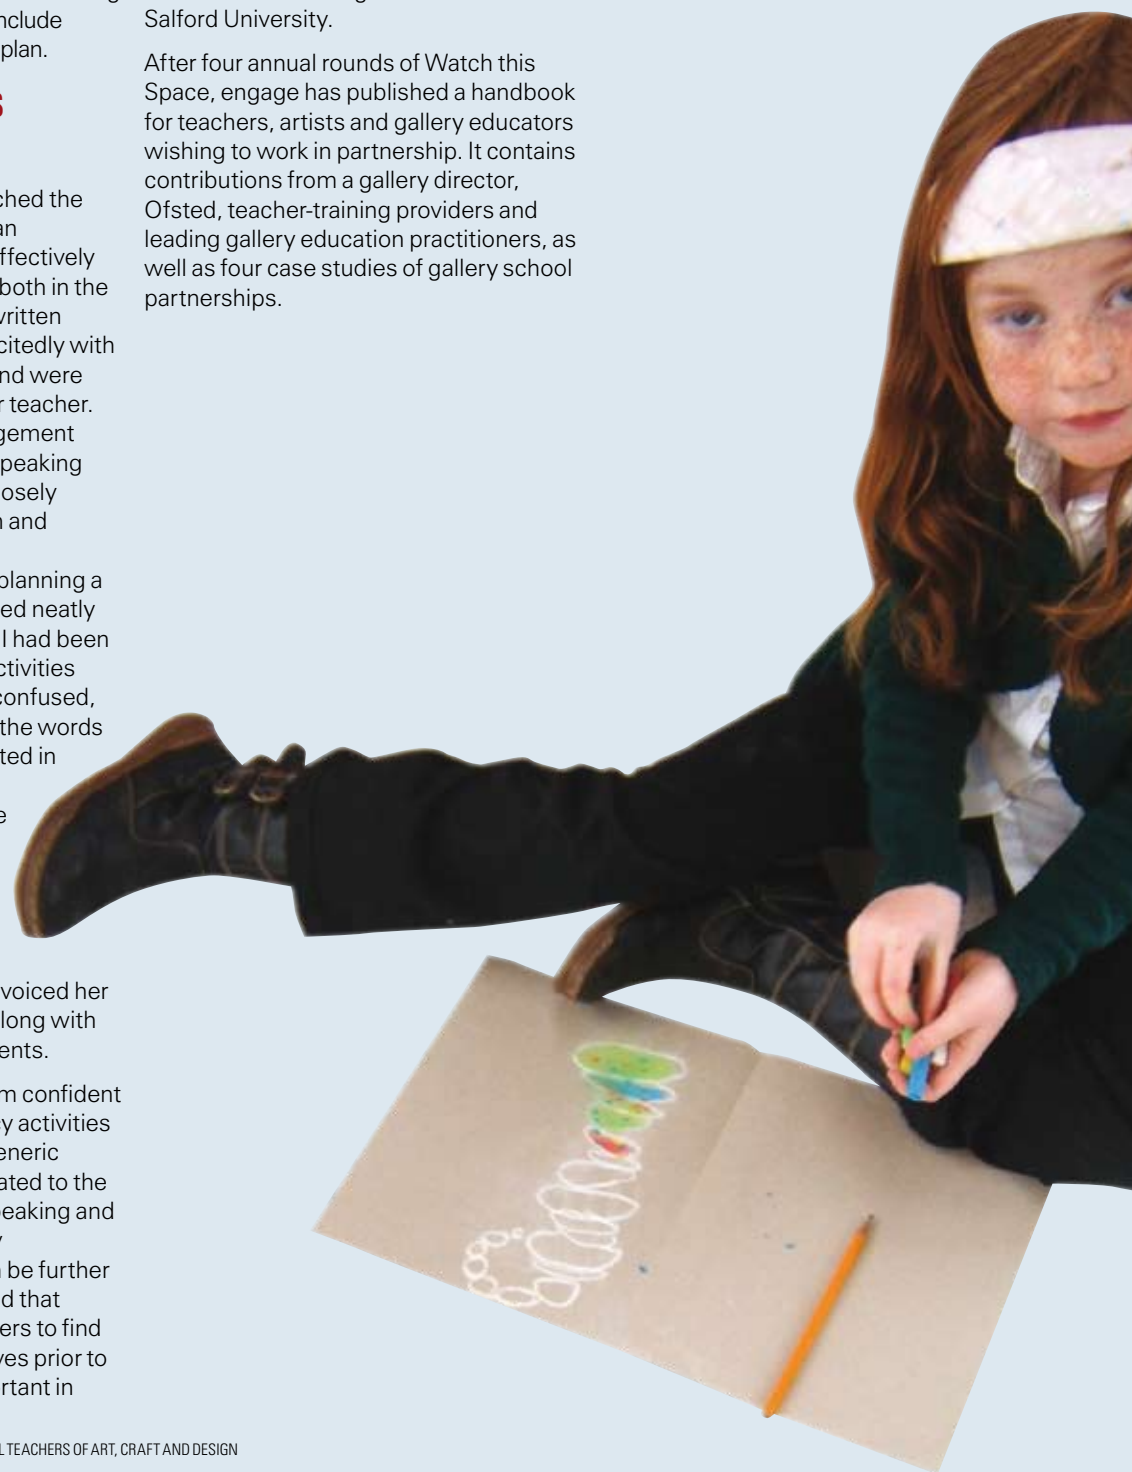 nclude
plan.
S
ched the
an
ffectively
both in the
vritten
citedly with
nd were
r teacher.
gement
peaking
osely
n and
planning a
ed neatly
l had been
ctivities
confused,
the words
ted in
e
voiced her
long with
ents.
m confident
cy activities
eneric
ated to the
peaking and
y
n be further
d that
ers to find
ves prior to
rtant in
Salford University.
After four annual rounds of Watch this
Space, engage has published a handbook
for teachers, artists and gallery educators
wishing to work in partnership. It contains
contributions from a gallery director,
Ofsted, teacher-training providers and
leading gallery education practitioners, as
well as four case studies of gallery school
partnerships.
L TEACHERS OF ART, CRAFT AND DESIGN